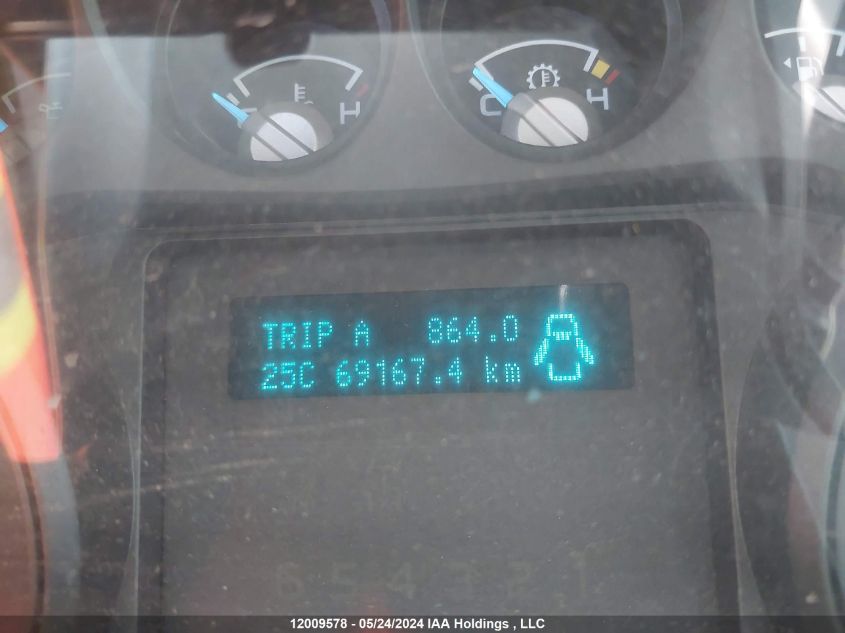 H
C H
TRIP A 864.0
25C 69167.4 km
12009578 - 05/24/2024 IAA Holdings , LLC